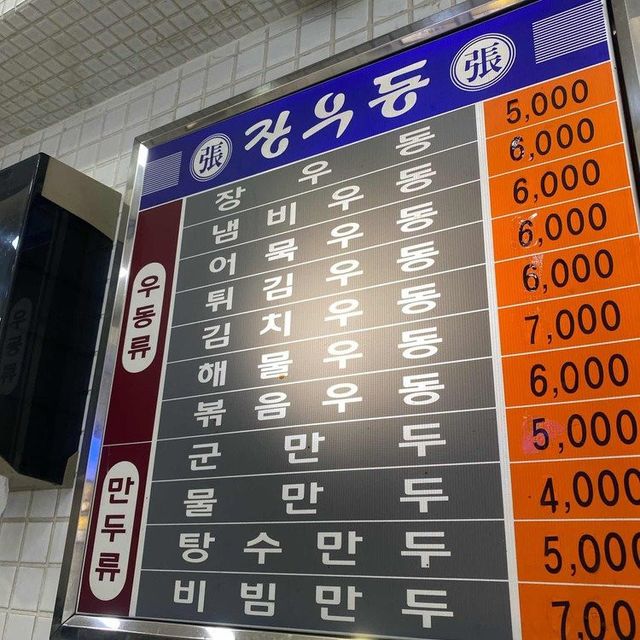 張 장우동 張
우동류
장우동 5,000
냄비우동 6,000
어묵우동 6,000
튀김우동 6,000
김치우동 6,000
해물우동 7,000
볶음우동 6,000
만두류
군만두 5,000
물만두 4,000
탕수만두 5,000
비빔만두 7,00